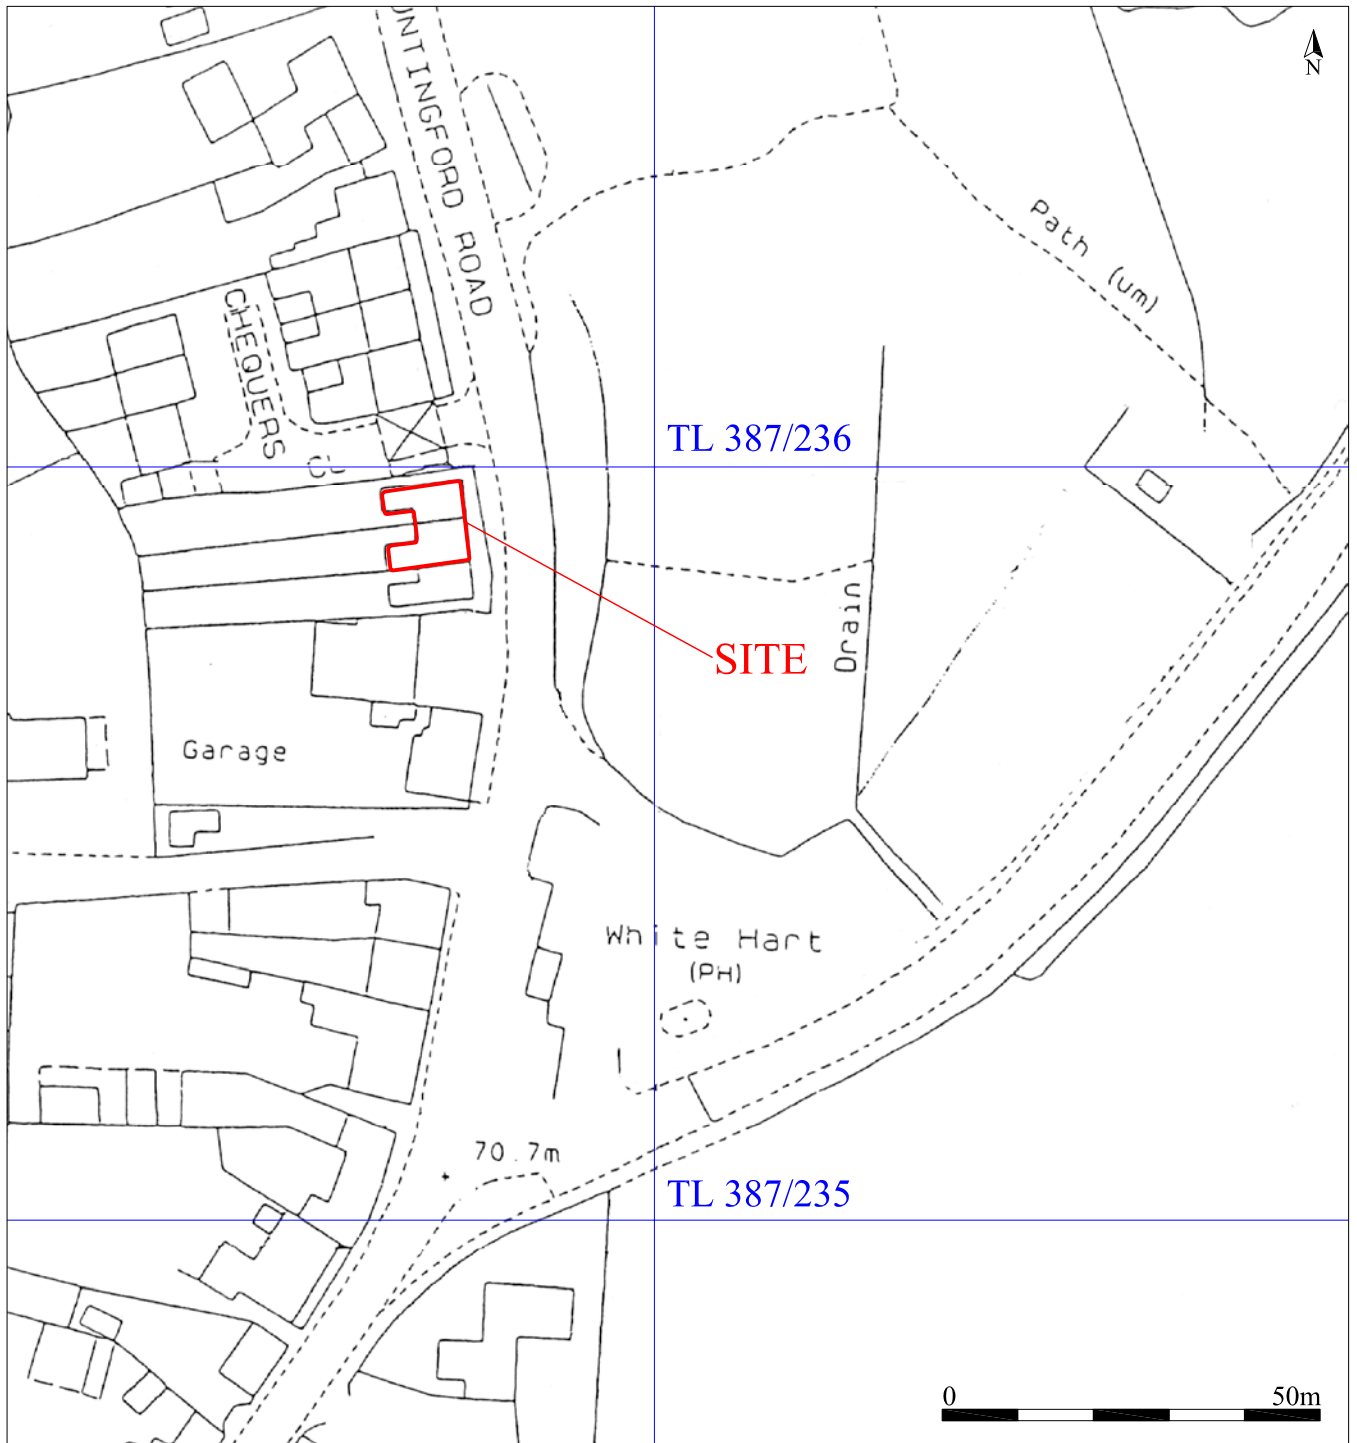 N
UNTINGFORD ROAD
Path (um)
CHEQUERS
CL
TL 387/236
SITE
Drain
Garage
White Hart
(PH)
70.7m
TL 387/235
0 50m